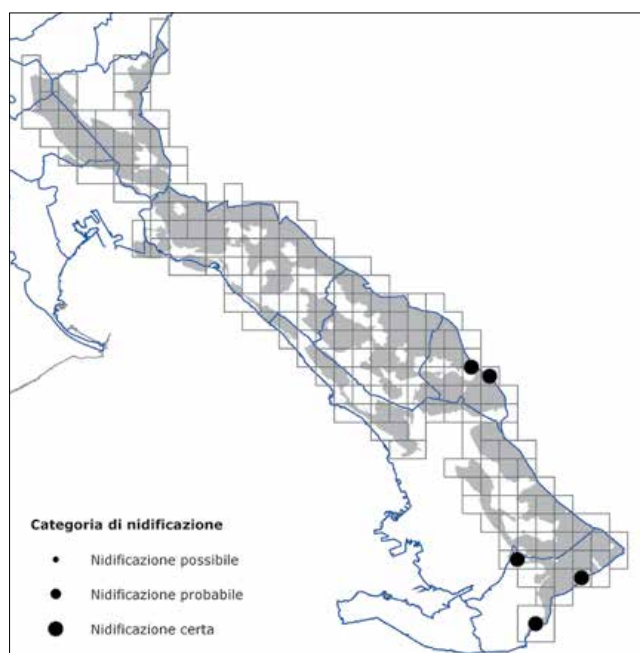 Categoria di nidificazione
Nidificazione possibile
Nidificazione probabile
Nidificazione certa